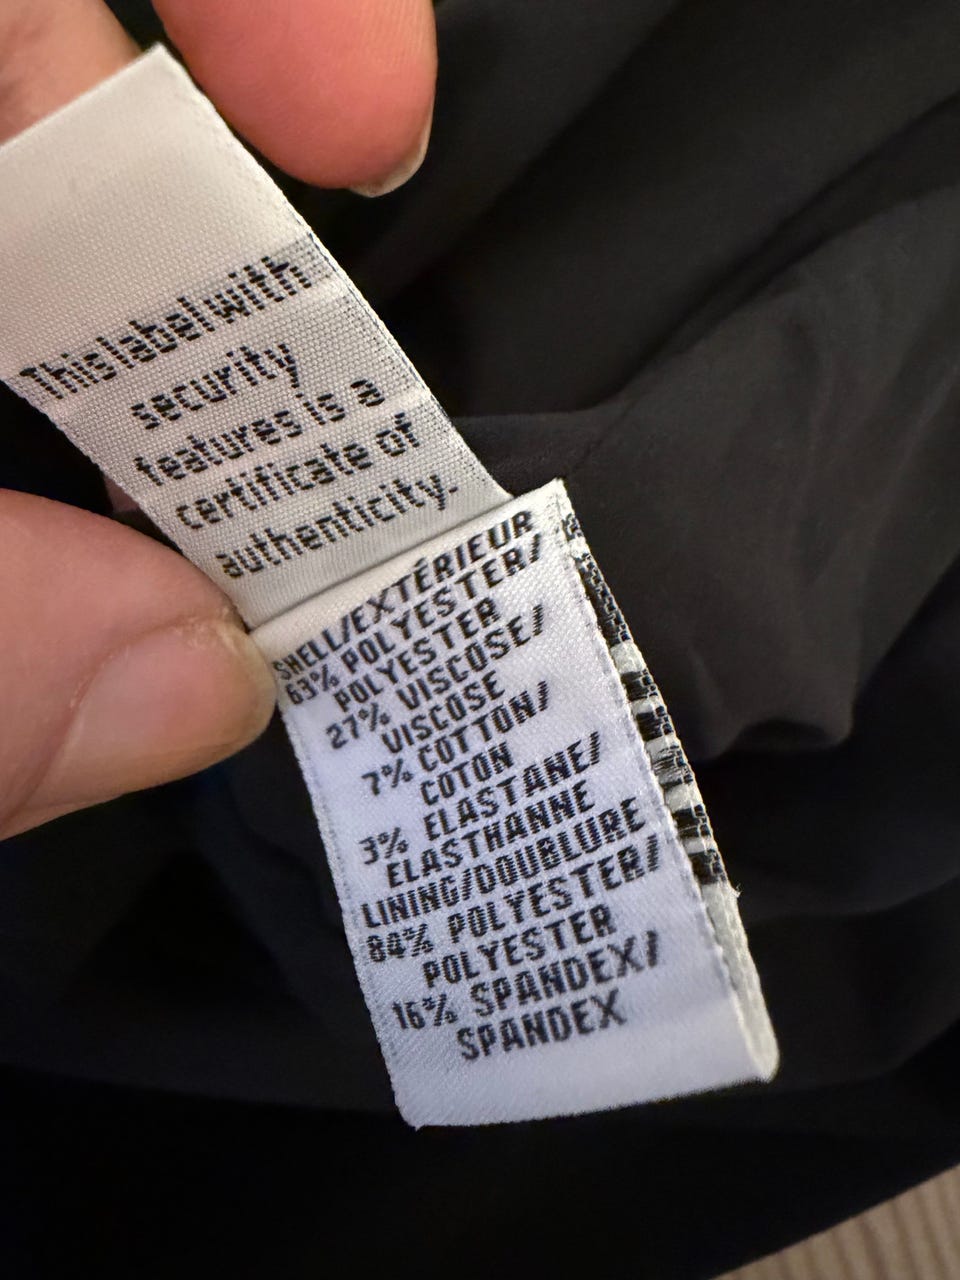 This label with
security
features is a
certificate of
authenticity.
SHELL/EXTÉRIEUR
63% POLYESTER/
POLYESTER
27% VISCOSE/
VISCOSE
7% COTTON/
COTON
3% ELASTANE/
ELASTHANNE
LINING/DOUBLURE
84% POLYESTER/
POLYESTER
16% SPANDEX/
SPANDEX